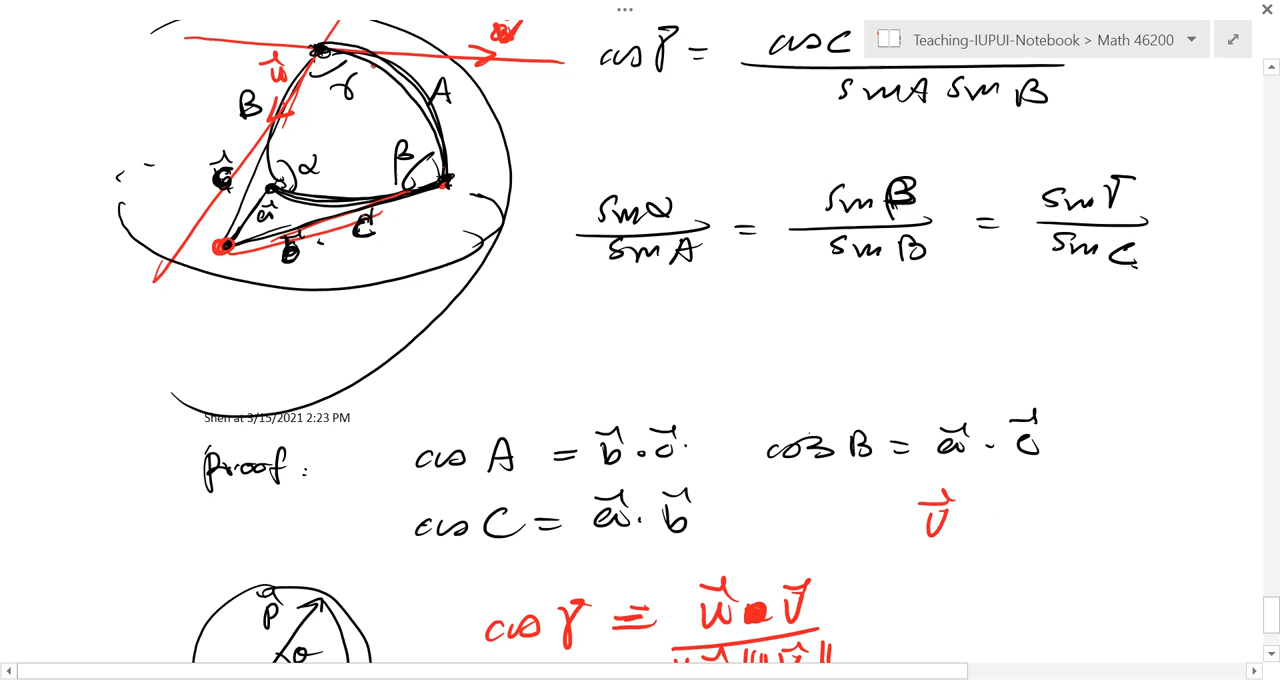 Teaching-IUPUI-Notebook > Math 46200
cos γ = cos C / sin A sin B
w⃗
γ
B
A
c⃗
α
β
a⃗
b⃗
C
sin α / sin A = sin β / sin B = sin γ / sin C
Shen at 3/15/2021 2:23 PM
proof:
cos A = b⃗ · c⃗
cos B = a⃗ · c⃗
cos C = a⃗ · b⃗
v⃗
P
θ
cos γ = w⃗ · v⃗